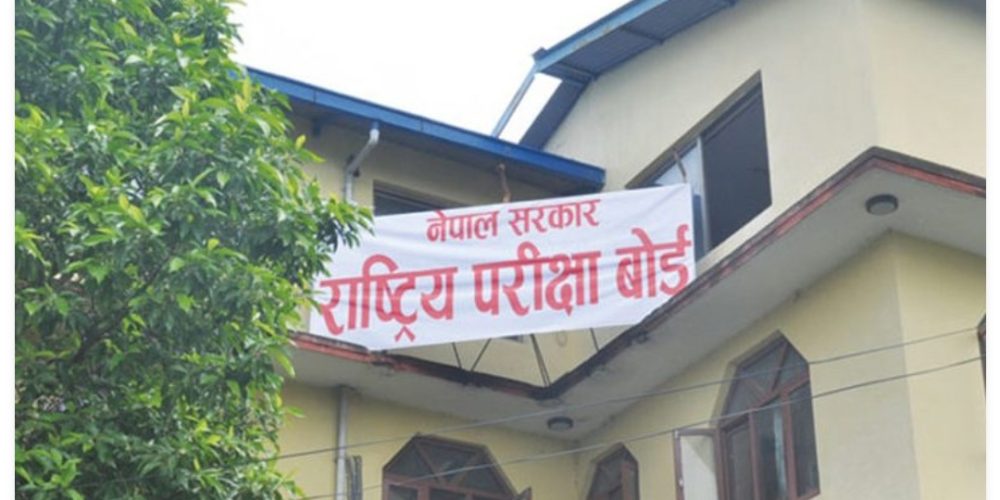 नेपाल सरकार
राष्ट्रिय परीक्षा बोर्ड